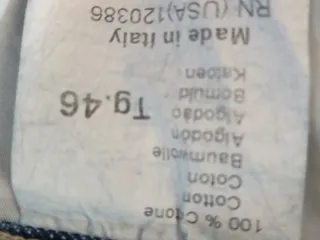 100 % Cotone
Cotton
Coton
Baumwolle
Algodón
Algodão
Bomuld
Katoen
Tg.46
Made in Italy
RN (USA)120386